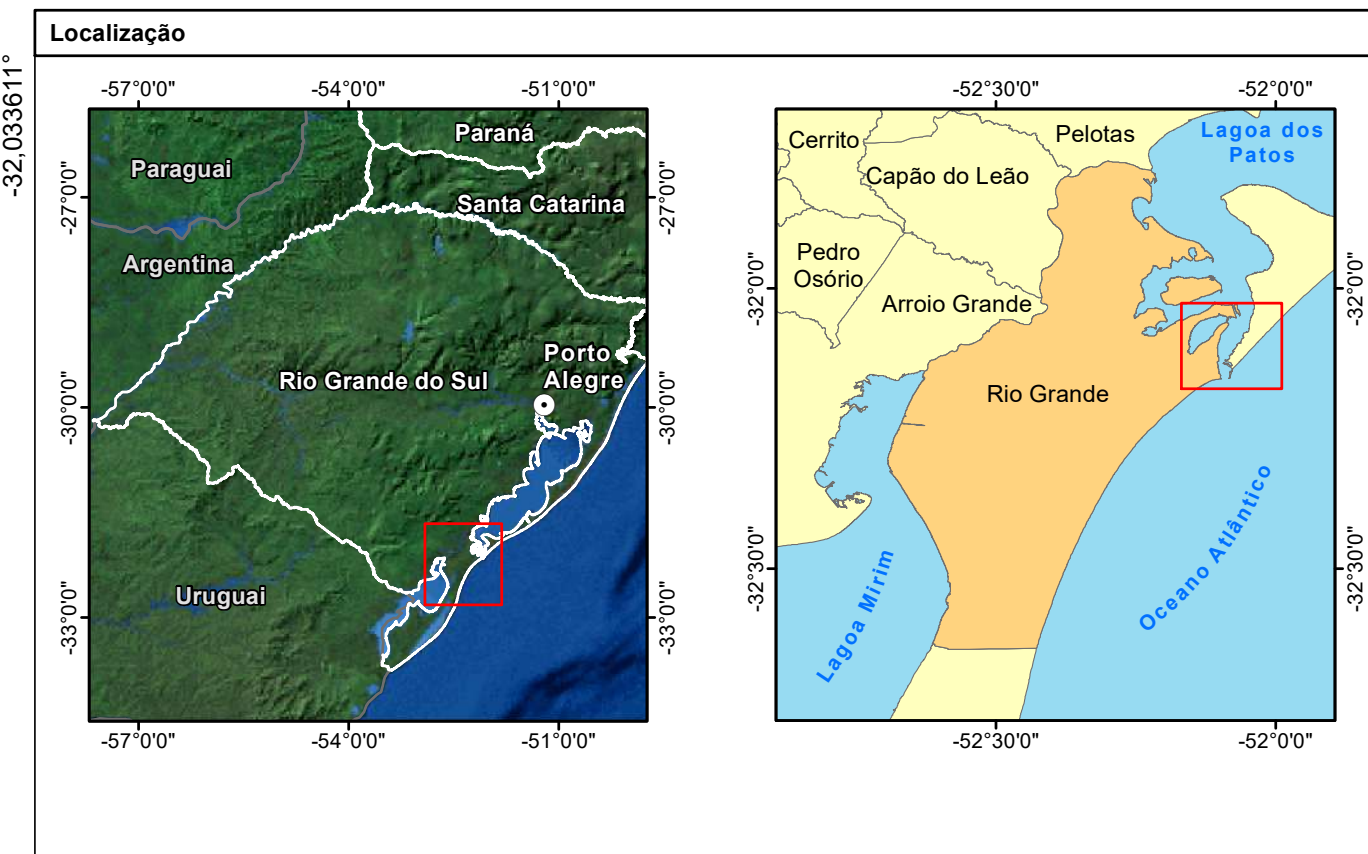 Localização
-32,033611°
-57°0'0"
-54°0'0"
-51°0'0"
-27°0'0"
-30°0'0"
-33°0'0"
Paraná
Paraguai
Santa Catarina
Argentina
Porto
Alegre
Rio Grande do Sul
Uruguai
-27°0'0"
-30°0'0"
-33°0'0"
-57°0'0"
-54°0'0"
-51°0'0"
-52°30'0"
-52°0'0"
-32°0'0"
-32°30'0"
Cerrito
Pelotas
Lagoa dos
Patos
Capão do Leão
Pedro
Osório
Arroio Grande
Rio Grande
Oceano Atlântico
Lagoa Mirim
-32°0'0"
-32°30'0"
-52°30'0"
-52°0'0"